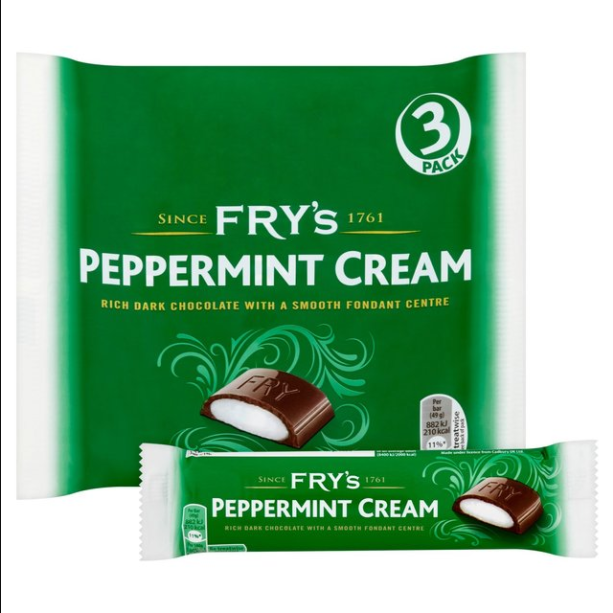 3
PACK
SINCE FRY's 1761
PEPPERMINT CREAM
RICH DARK CHOCOLATE WITH A SMOOTH FONDANT CENTRE
FRY
Per
bar
(49 g)
882 kJ
210 kcal
11%*
treatwise
SINCE FRY's 1761
PEPPERMINT CREAM
RICH DARK CHOCOLATE WITH A SMOOTH FONDANT CENTRE
FRY